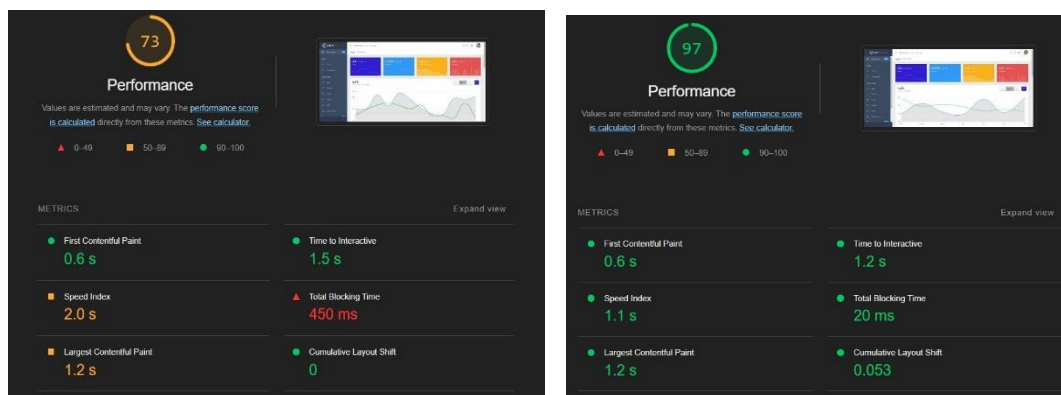 73
Performance
Values are estimated and may vary. The performance score
is calculated directly from these metrics. See calculator.
0–49
50–89
90–100
METRICS
Expand view
First Contentful Paint
0.6 s
Time to Interactive
1.5 s
Speed Index
2.0 s
Total Blocking Time
450 ms
Largest Contentful Paint
1.2 s
Cumulative Layout Shift
0
97
Performance
Values are estimated and may vary. The performance score
is calculated directly from these metrics. See calculator.
0–49
50–89
90–100
METRICS
Expand view
First Contentful Paint
0.6 s
Time to Interactive
1.2 s
Speed Index
1.1 s
Total Blocking Time
20 ms
Largest Contentful Paint
1.2 s
Cumulative Layout Shift
0.053